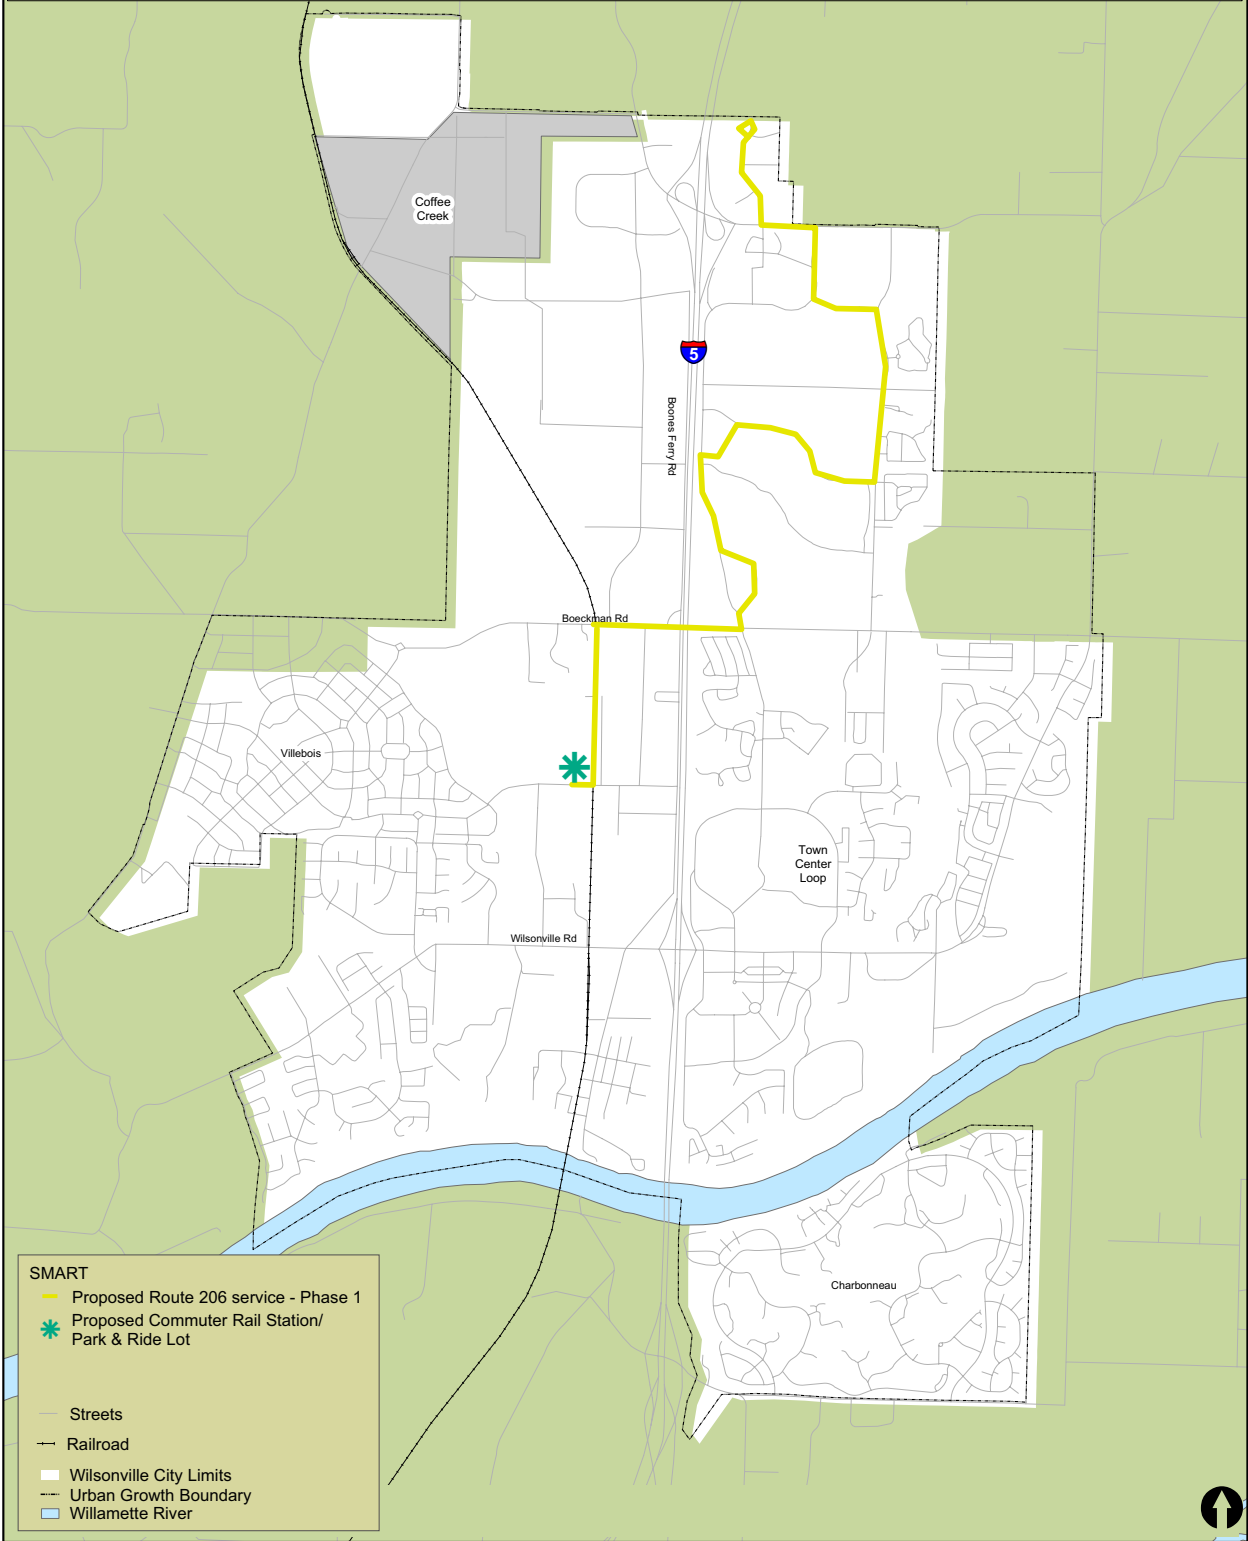 Coffee
Creek
5
Boones Ferry Rd
Boeckman Rd
Villebois
Town
Center
Loop
Wilsonville Rd
Charbonneau
SMART
Proposed Route 206 service - Phase 1
Proposed Commuter Rail Station/
Park & Ride Lot
Streets
Railroad
Wilsonville City Limits
Urban Growth Boundary
Willamette River